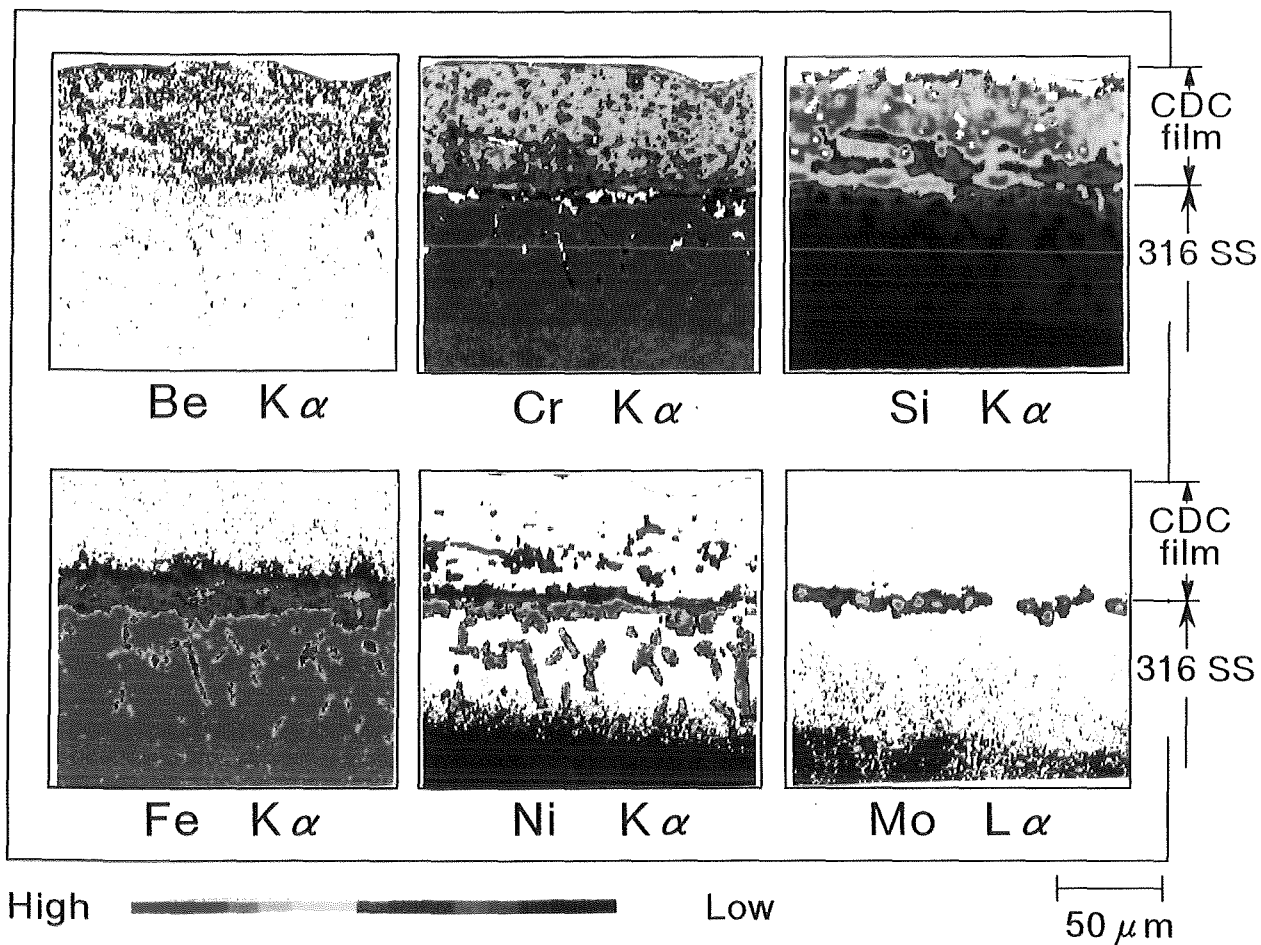 CDC
film
316 SS
Be Kα
Cr Kα
Si Kα
CDC
film
316 SS
Fe Kα
Ni Kα
Mo Lα
High
Low
50 μm